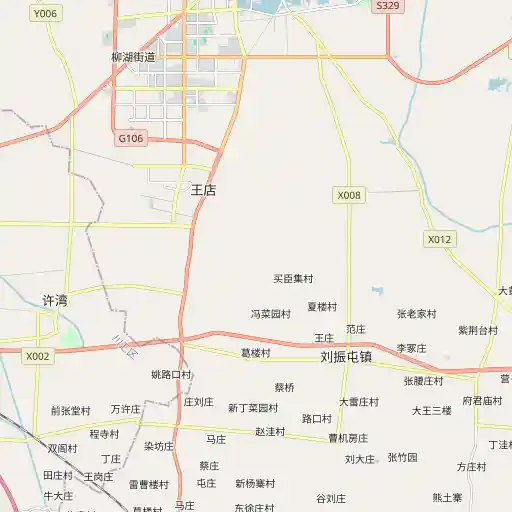 Y006
S329
柳湖街道
G106
王店
X008
X012
买臣集村
许湾
冯菜园村
夏楼村
张老家村
范庄
紫荆台村
王庄
李冢庄
川汇区
X002
葛楼村
刘振屯镇
姚路口村
张腰庄村
蔡桥
庄刘庄
大雷庄村
府君庙村
前张堂村
万许庄
新丁菜园村
大王三楼
路口村
程寺村
赵洼村
马庄
曹机房庄
双阁村
染坊庄
丁庄
张竹园
刘大庄
蔡庄
方庄
田庄村
王岗庄
雷曹楼村
屯庄
新杨寨村
牛大庄
谷刘庄
熊土寨
马庄
东徐庄村